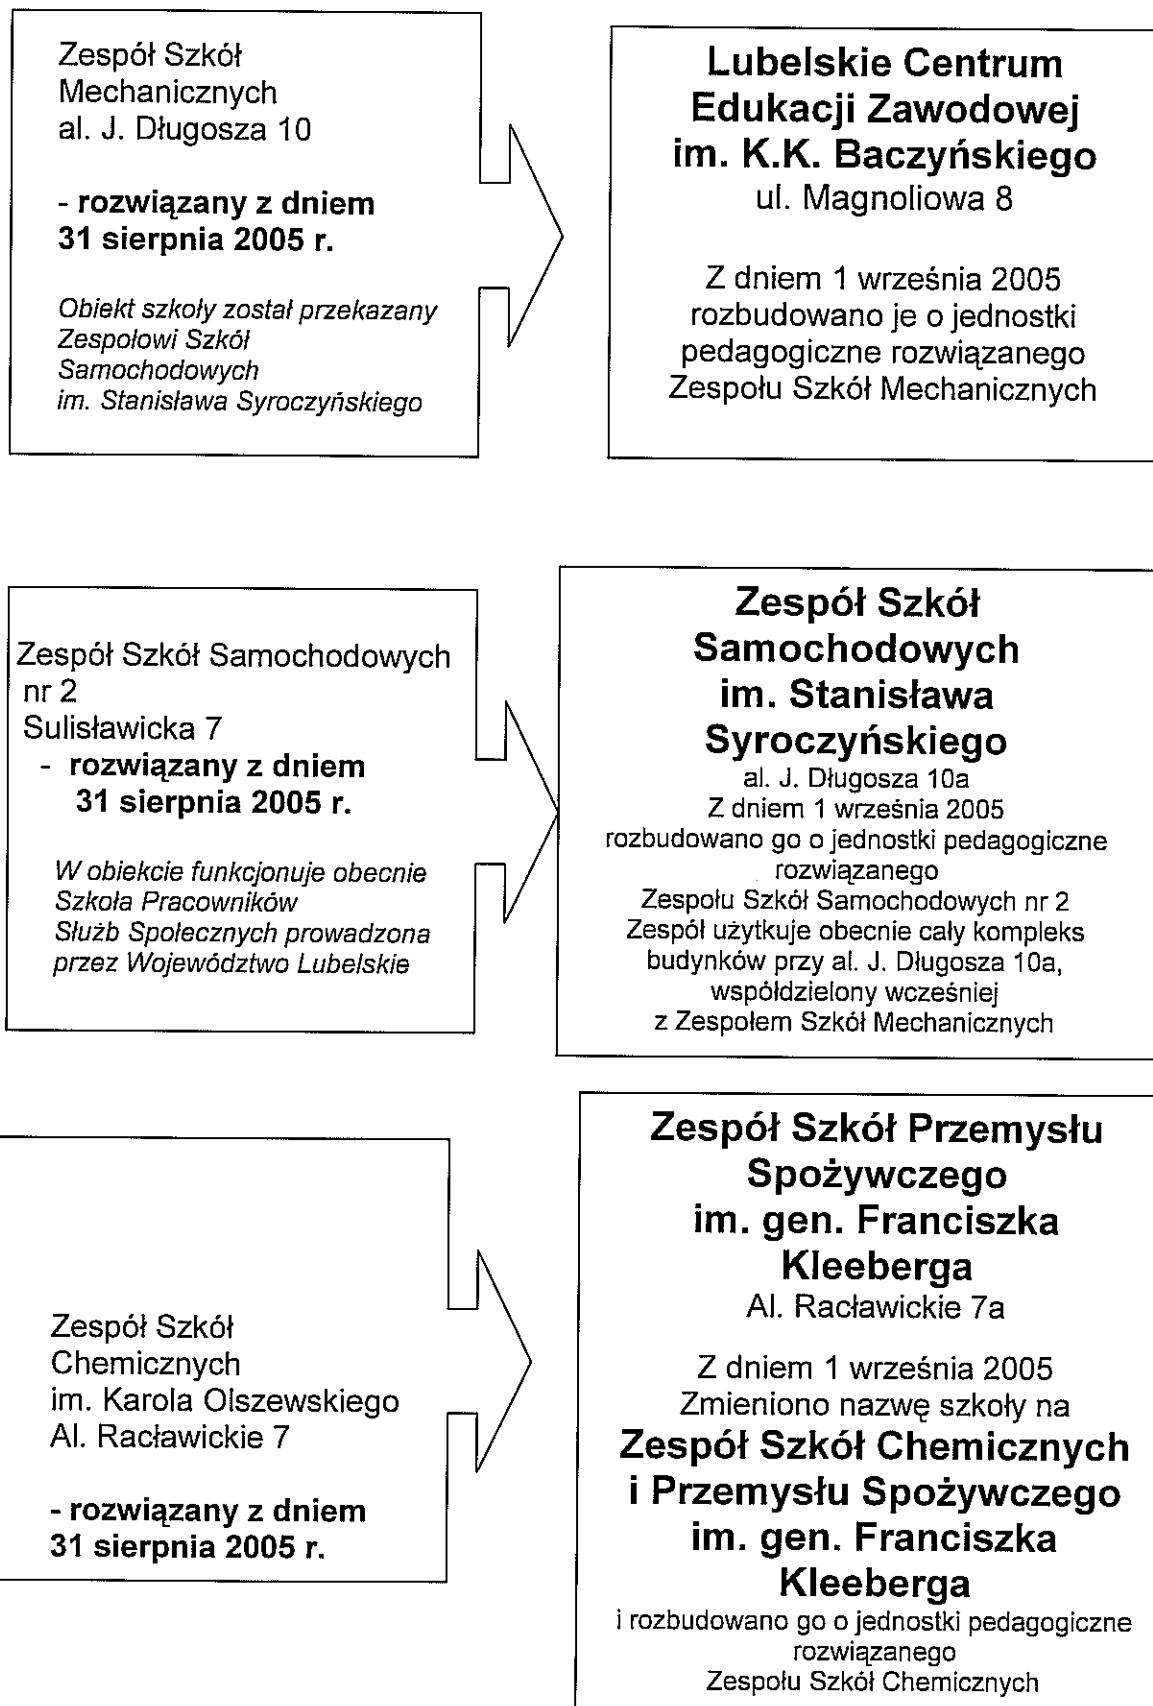 Zespół Szkół
Mechanicznych
al. J. Długosza 10
- rozwiązany z dniem
31 sierpnia 2005 r.
Obiekt szkoły został przekazany
Zespołowi Szkół
Samochodowych
im. Stanisława Syroczyńskiego
Lubelskie Centrum
Edukacji Zawodowej
im. K.K. Baczyńskiego
ul. Magnoliowa 8
Z dniem 1 września 2005
rozbudowano je o jednostki
pedagogiczne rozwiązanego
Zespołu Szkół Mechanicznych
Zespół Szkół Samochodowych
nr 2
Sulisławicka 7
- rozwiązany z dniem
31 sierpnia 2005 r.
W obiekcie funkcjonuje obecnie
Szkoła Pracowników
Służb Społecznych prowadzona
przez Województwo Lubelskie
Zespół Szkół
Samochodowych
im. Stanisława
Syroczyńskiego
al. J. Długosza 10a
Z dniem 1 września 2005
rozbudowano go o jednostki pedagogiczne
rozwiązanego
Zespołu Szkół Samochodowych nr 2
Zespół użytkuje obecnie cały kompleks
budynków przy al. J. Długosza 10a,
współdzielony wcześniej
z Zespołem Szkół Mechanicznych
Zespół Szkół
Chemicznych
im. Karola Olszewskiego
Al. Racławickie 7
- rozwiązany z dniem
31 sierpnia 2005 r.
Zespół Szkół Przemysłu
Spożywczego
im. gen. Franciszka
Kleeberga
Al. Racławickie 7a
Z dniem 1 września 2005
Zmieniono nazwę szkoły na
Zespół Szkół Chemicznych
i Przemysłu Spożywczego
im. gen. Franciszka
Kleeberga
i rozbudowano go o jednostki pedagogiczne
rozwiązanego
Zespołu Szkół Chemicznych